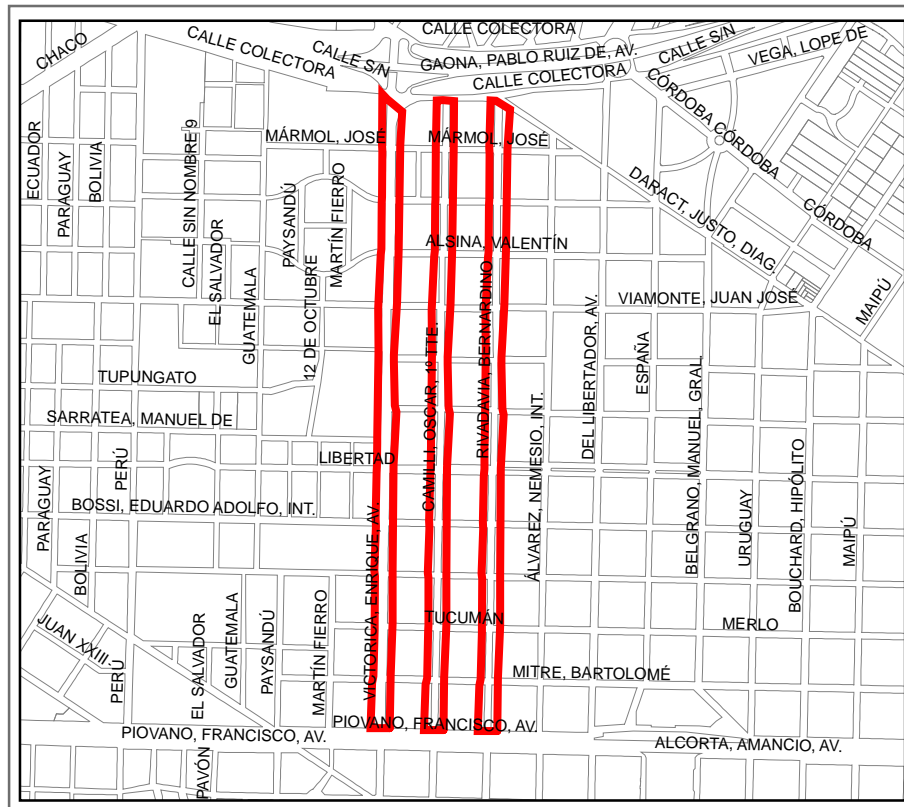 CALLE COLECTORA
CHACO
CALLE COLECTORA
CALLE S/N
GAONA, PABLO RUIZ DE, AV.
CALLE S/N
VEGA, LOPE DE
CALLE COLECTORA
CÓRDOBA CÓRDOBA
CÓRDOBA
MÁRMOL, JOSÉ
MÁRMOL, JOSÉ
ECUADOR
PARAGUAY
BOLIVIA
CALLE SIN NOMBRE 9
EL SALVADOR
GUATEMALA
PAYSANDÚ
MARTÍN FIERRO
12 DE OCTUBRE
ALSINA, VALENTÍN
DARACT, JUSTO, DIAG.
MAIPÚ
VIAMONTE, JUAN JOSÉ
CAMILLI, OSCAR, 1º TTE.
RIVADAVIA, BERNARDINO
DEL LIBERTADOR, AV.
ESPAÑA
TUPUNGATO
SARRATEA, MANUEL DE
LIBERTAD
PARAGUAY
PERÚ
BOLIVIA
BOSSI, EDUARDO ADOLFO, INT.
ÁLVAREZ, NEMESIO, INT.
BELGRANO, MANUEL, GRAL.
URUGUAY
BOUCHARD, HIPÓLITO
MAIPÚ
VICTORICA, ENRIQUE, AV.
JUAN XXIII
PERÚ
EL SALVADOR
GUATEMALA
PAYSANDÚ
MARTÍN FIERRO
TUCUMÁN
MERLO
MITRE, BARTOLOMÉ
PIOVANO, FRANCISCO, AV.
PIOVANO, FRANCISCO, AV.
ALCORTA, AMANCIO, AV.
PAVÓN